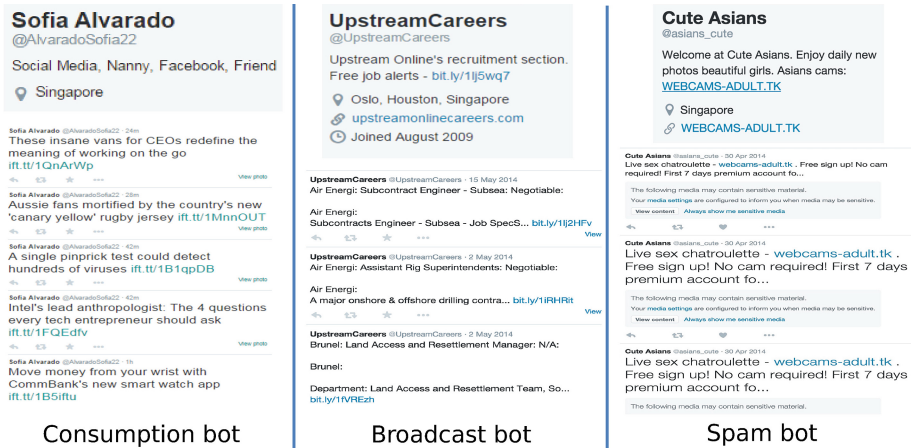 Sofia Alvarado
@AlvaradoSofia22
Social Media, Nanny, Facebook, Friend
Singapore
Sofia Alvarado @AlvaradoSofia22 · 24m
These insane vans for CEOs redefine the
meaning of working on the go
ift.tt/1QnArWp
View photo
Sofia Alvarado @AlvaradoSofia22 · 28m
Aussie fans mortified by the country's new
'canary yellow' rugby jersey ift.tt/1MnnOUT
View photo
Sofia Alvarado @AlvaradoSofia22 · 42m
A single pinprick test could detect
hundreds of viruses ift.tt/1B1qpDB
View photo
Sofia Alvarado @AlvaradoSofia22 · 42m
Intel's lead anthropologist: The 4 questions
every tech entrepreneur should ask
ift.tt/1FQEdfv
View photo
Sofia Alvarado @AlvaradoSofia22 · 1h
Move money from your wrist with
CommBank's new smart watch app
ift.tt/1B5iftu
Consumption bot
UpstreamCareers
@UpstreamCareers
Upstream Online's recruitment section.
Free job alerts - bit.ly/1lj5wq7
Oslo, Houston, Singapore
upstreamonlinecareers.com
Joined August 2009
UpstreamCareers @UpstreamCareers · 15 May 2014
Air Energi: Subcontract Engineer - Subsea: Negotiable:
Air Energi:
Subcontracts Engineer - Subsea - Job SpecS... bit.ly/1lj2HFv
View
UpstreamCareers @UpstreamCareers · 2 May 2014
Air Energi: Assistant Rig Superintendents: Negotiable:
Air Energi:
A major onshore & offshore drilling contra... bit.ly/1iRHRit
View
UpstreamCareers @UpstreamCareers · 2 May 2014
Brunel: Land Access and Resettlement Manager: N/A:
Brunel:
Department: Land Access and Resettlement Team, So...
bit.ly/1fVREzh
Broadcast bot
Cute Asians
@asians_cute
Welcome at Cute Asians. Enjoy daily new
photos beautiful girls. Asians cams:
WEBCAMS-ADULT.TK
Singapore
WEBCAMS-ADULT.TK
Cute Asians @asians_cute · 30 Apr 2014
Live sex chatroulette - webcams-adult.tk . Free sign up! No cam
required! First 7 days premium account fo...
The following media may contain sensitive material.
Your media settings are configured to inform you when media may be sensitive.
View content Always show me sensitive media
Cute Asians @asians_cute · 30 Apr 2014
Live sex chatroulette - webcams-adult.tk .
Free sign up! No cam required! First 7 days
premium account fo...
The following media may contain sensitive material.
Your media settings are configured to inform you when media may be sensitive.
View content Always show me sensitive media
Cute Asians @asians_cute · 30 Apr 2014
Live sex chatroulette - webcams-adult.tk .
Free sign up! No cam required! First 7 days
premium account fo...
The following media may contain sensitive material.
Spam bot